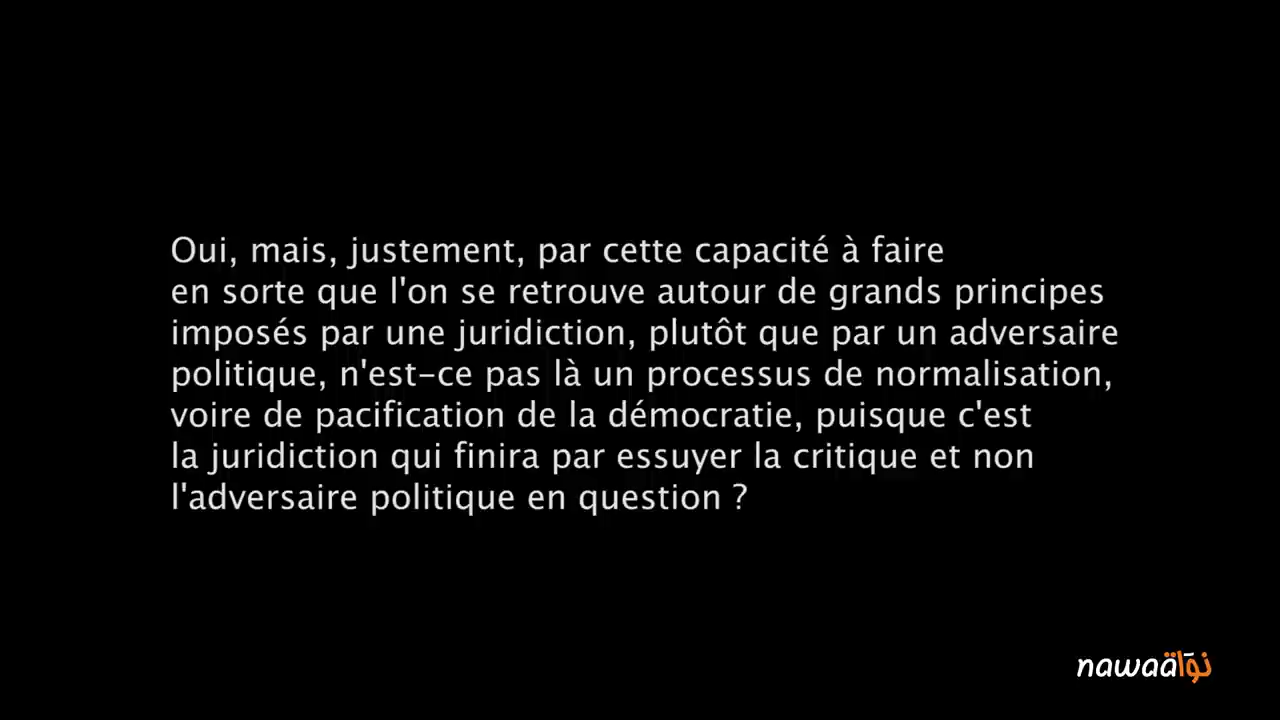 Oui, mais, justement, par cette capacité à faire
en sorte que l'on se retrouve autour de grands principes
imposés par une juridiction, plutôt que par un adversaire
politique, n'est-ce pas là un processus de normalisation,
voire de pacification de la démocratie, puisque c'est
la juridiction qui finira par essuyer la critique et non
l'adversaire politique en question ?
nawaa نواة